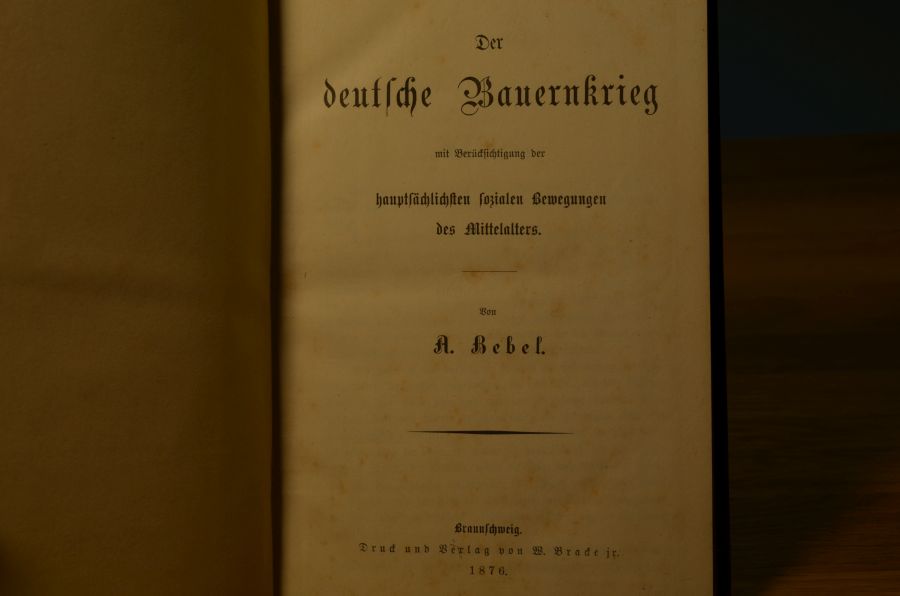 Der
deutſche Bauernkrieg
mit Berückſichtigung der
hauptſächlichſten ſozialen Bewegungen
des Mittelalters.
Von
A. Bebel.
Braunſchweig.
Druck und Verlag von W. Bracke jr.
1876.